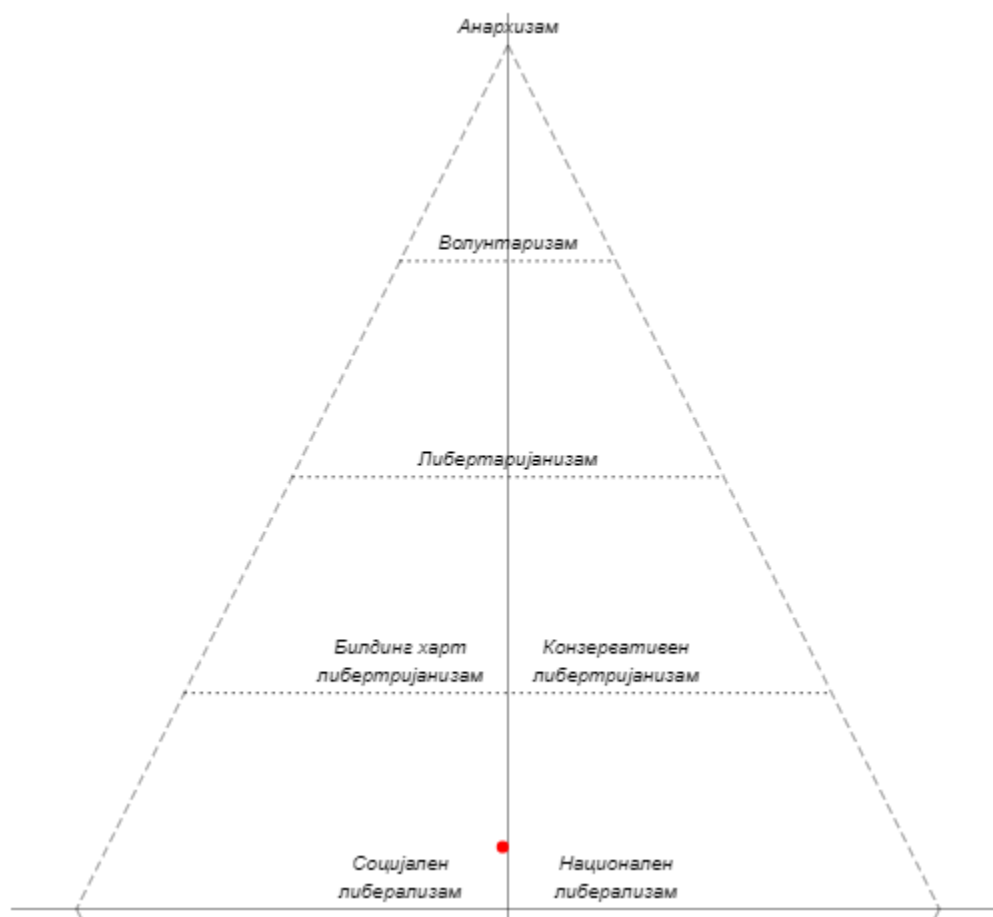 Анархизам
Волунтаризам
Либертаријанизам
Билдинг харт
либертријанизам
Конзервативен
либертријанизам
Социјален
либерализам
Национален
либерализам